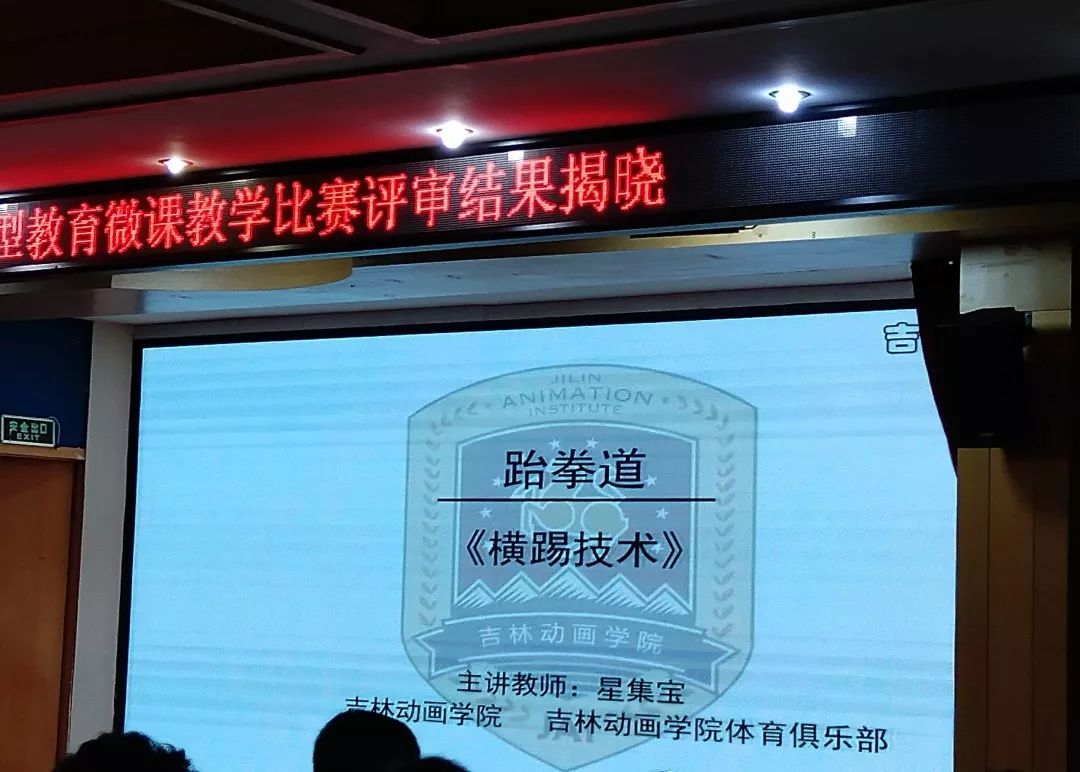 型教育微课教学比赛评审结果揭晓
吉
安全出口
EXIT
JILIN
ANIMATION
INSTITUTE
跆拳道
《横踢技术》
吉林动画学院
主讲教师：星集宝
吉林动画学院 吉林动画学院体育俱乐部